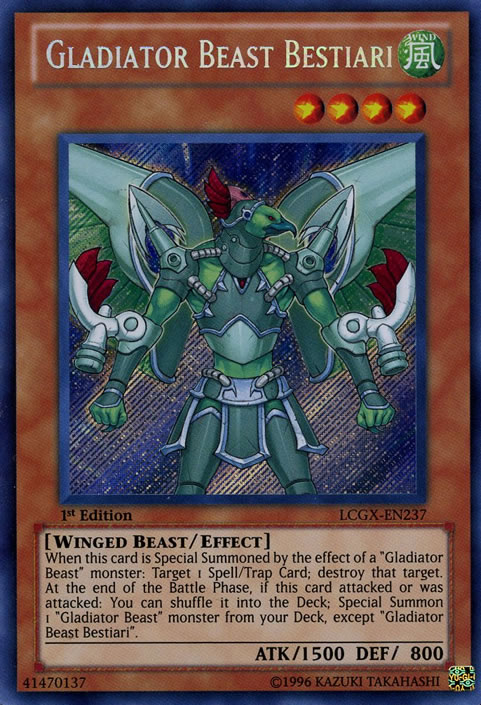 GLADIATOR BEAST BESTIARI
WIND
風
1st Edition
LCGX-EN237
[WINGED BEAST/EFFECT]
When this card is Special Summoned by the effect of a "Gladiator
Beast" monster: Target 1 Spell/Trap Card; destroy that target.
At the end of the Battle Phase, if this card attacked or was
attacked: You can shuffle it into the Deck; Special Summon
1 "Gladiator Beast" monster from your Deck, except "Gladiator
Beast Bestiari".
ATK/1500 DEF/ 800
41470137
©1996 KAZUKI TAKAHASHI